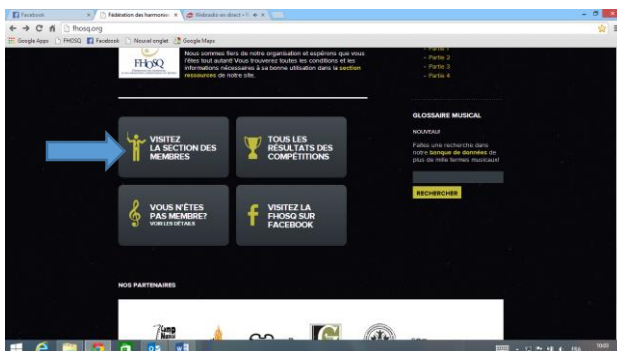 Facebook
Fédération des harmonies
Webradio en direct
fhosq.org
Google Apps
FHOSQ
Facebook
Nouvel onglet
Google Maps
FHOSQ
Nous sommes fiers de notre organisation et espérons que vous
l'êtes tout autant! Vous trouverez toutes les conditions et les
informations nécessaires à sa bonne utilisation dans la section
ressources de notre site.
– Partie 1
– Partie 2
– Partie 3
– Partie 4
VISITEZ
LA SECTION DES
MEMBRES
TOUS LES
RÉSULTATS DES
COMPÉTITIONS
VOUS N'ÊTES
PAS MEMBRE?
VOIR LES DÉTAILS
VISITEZ LA
FHOSQ SUR
FACEBOOK
GLOSSAIRE MUSICAL
NOUVEAU!
Faites une recherche dans
notre banque de données de
plus de mille termes musicaux!
RECHERCHER
NOS PARTENAIRES
Camp
FRA